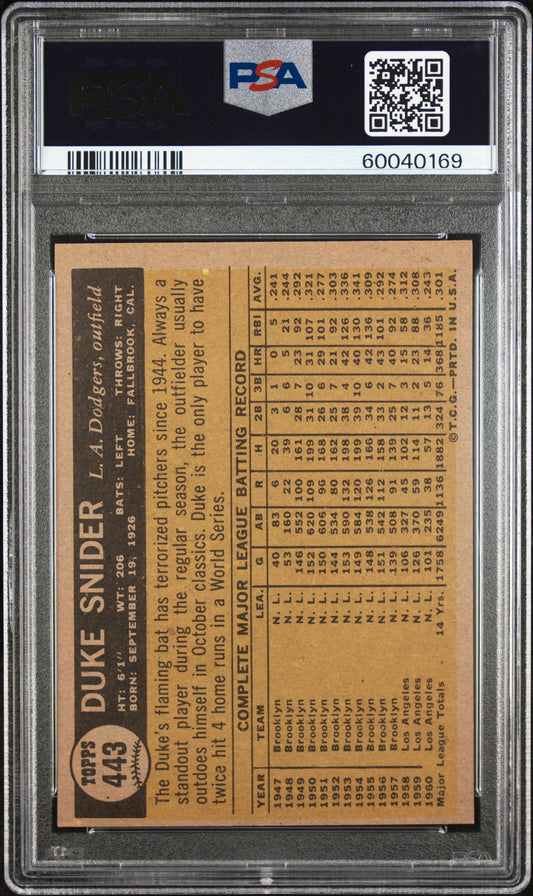 PSA
PSA
60040169
TOPPS
443
DUKE SNIDER L. A. Dodgers, outfield
HT: 6'1" WT: 206 BATS: LEFT THROWS: RIGHT
BORN: SEPTEMBER 19, 1926 HOME: FALLBROOK, CAL.
The Duke's flaming bat has terrorized pitchers since 1944. Always a
standout player during the regular season, the outfielder usually
outdoes himself in October classics. Duke is the only player to have
twice hit 4 home runs in a World Series.
COMPLETE MAJOR LEAGUE BATTING RECORD
YEAR TEAM LEA. G AB R H 2B 3B HR RBI AVG.
1947 Brooklyn N. L. 40 83 6 20 3 1 0 5 .241
1948 Brooklyn N. L. 53 160 22 39 6 6 5 21 .244
1949 Brooklyn N. L. 146 552 100 161 28 7 23 92 .292
1950 Brooklyn N. L. 152 620 109 199 31 10 31 107 .321
1951 Brooklyn N. L. 150 606 96 168 26 6 29 101 .277
1952 Brooklyn N. L. 144 534 80 162 25 7 21 92 .303
1953 Brooklyn N. L. 153 590 132 198 38 4 42 126 .336
1954 Brooklyn N. L. 149 584 120 199 39 10 40 130 .341
1955 Brooklyn N. L. 148 538 126 166 34 6 42 136 .309
1956 Brooklyn N. L. 151 542 112 158 33 2 43 101 .292
1957 Brooklyn N. L. 139 508 91 139 25 7 40 92 .274
1958 Los Angeles N. L. 106 327 45 102 12 3 15 58 .312
1959 Los Angeles N. L. 126 370 59 114 11 2 23 88 .308
1960 Los Angeles N. L. 101 235 38 57 13 5 14 36 .243
Major League Totals 14 Yrs. 1758 6249 1136 1882 324 76 368 1185 .301
©T.C.G.—PRTD. IN U.S.A.